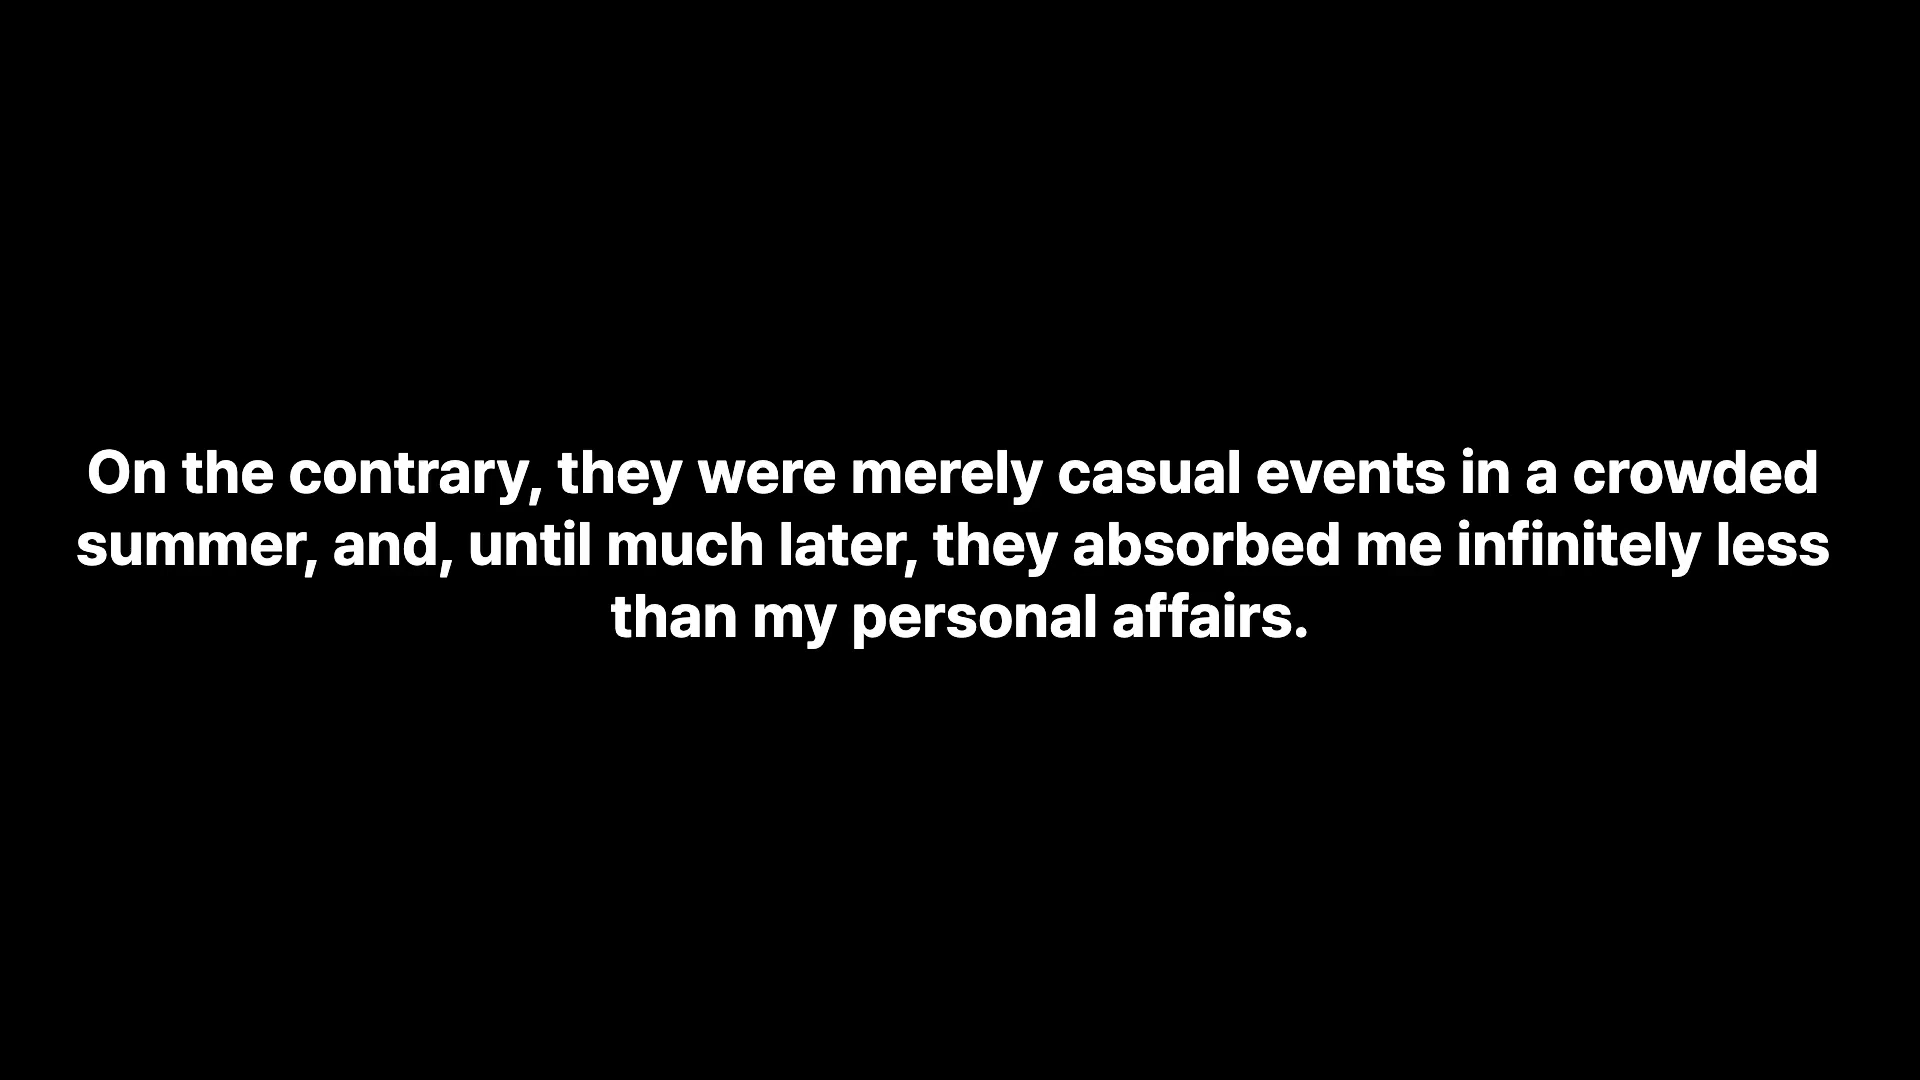 On the contrary, they were merely casual events in a crowded
summer, and, until much later, they absorbed me infinitely less
than my personal affairs.